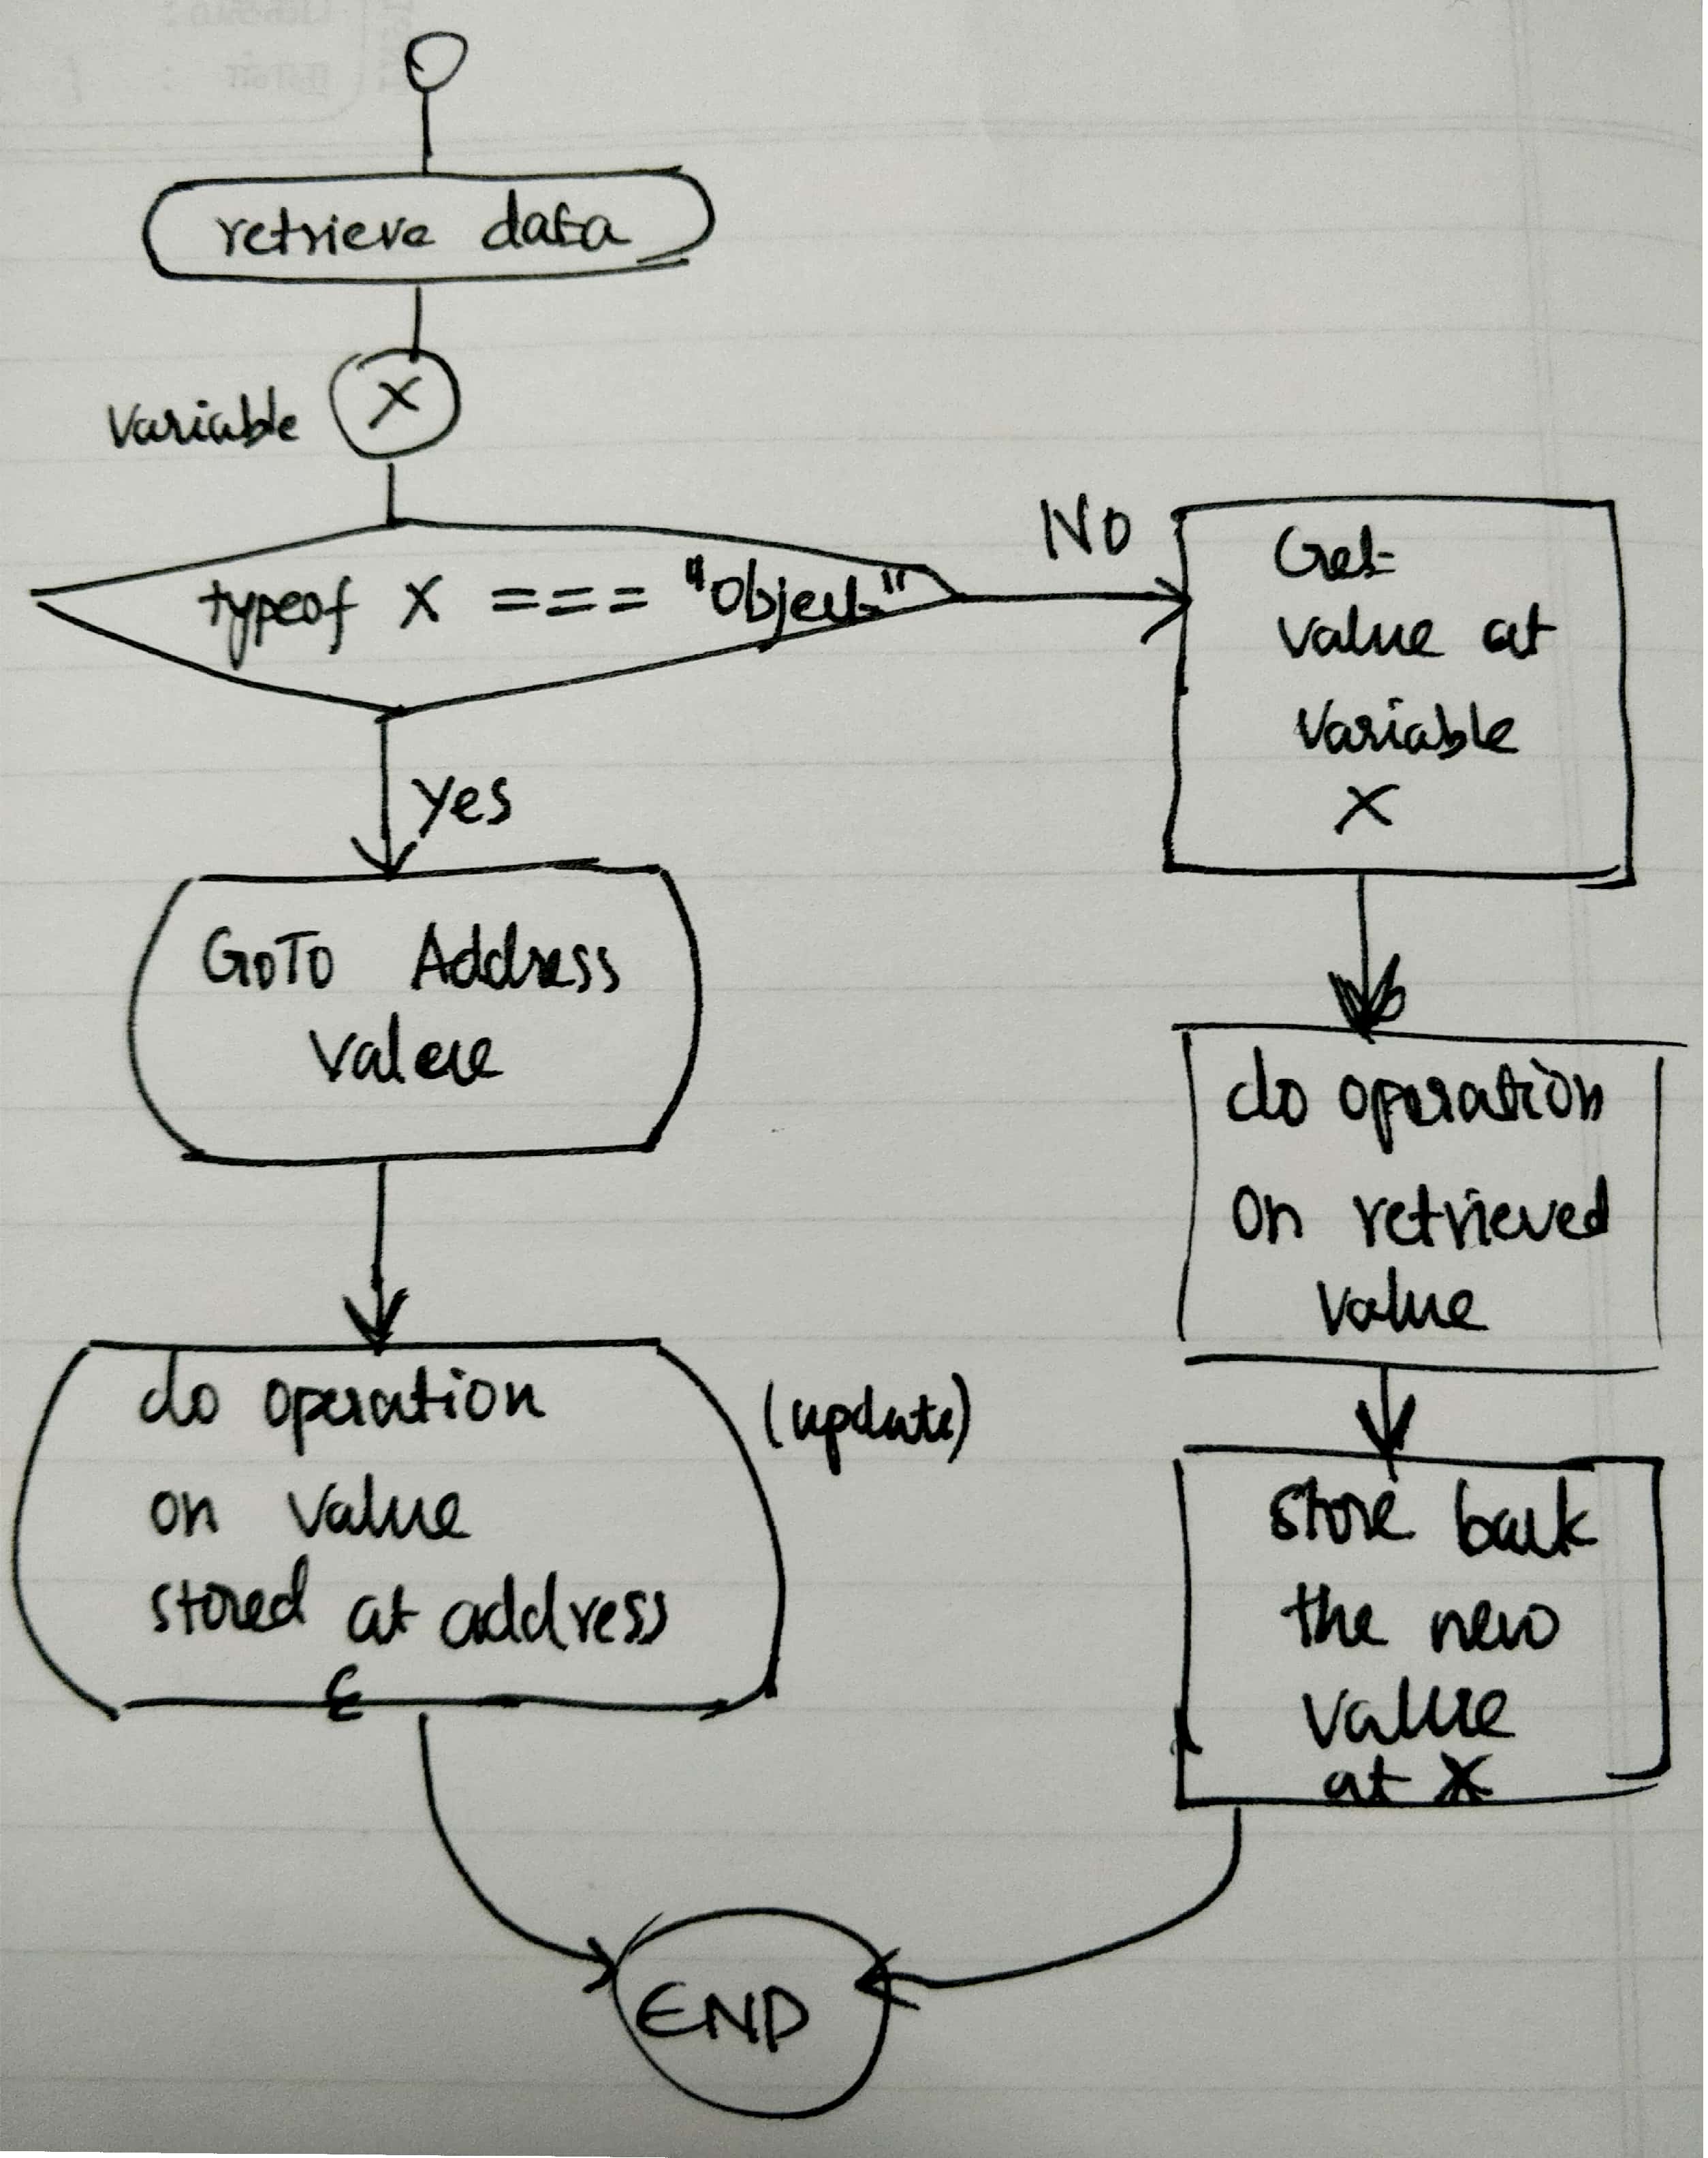 retrieve data
Variable X
typeof X === "Object"
NO
Get
Value at
Variable
X
Yes
GOTO Address
Value
do operation
on retrieved
Value
do operation
on Value
stored at address
(update)
store back
the new
Value
at X
END